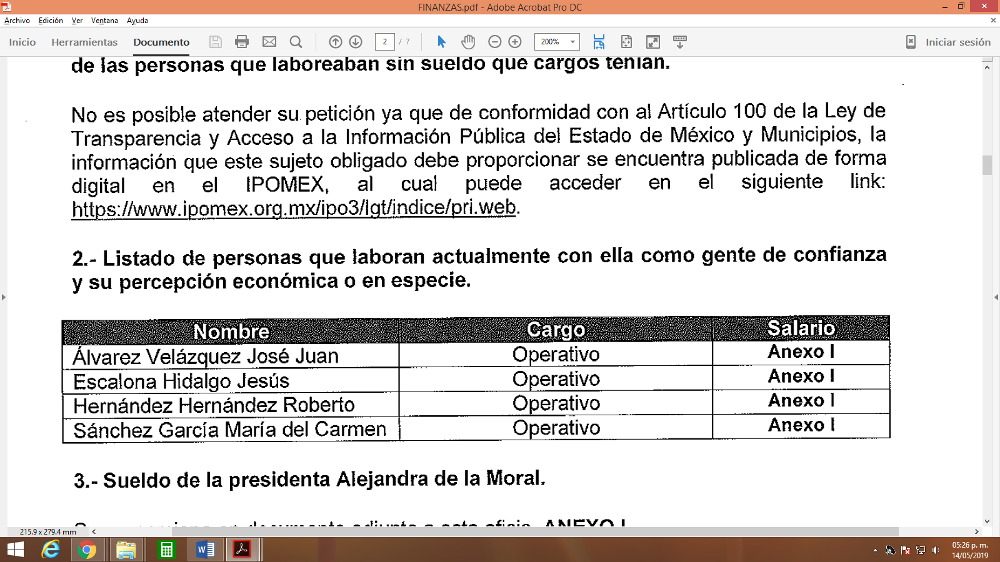 FINANZAS.pdf - Adobe Acrobat Pro DC
Archivo Edición Ver Ventana Ayuda
Inicio Herramientas Documento 2 / 7 200% Iniciar sesión
de las personas que laboreaban sin sueldo que cargos tenían.
No es posible atender su petición ya que de conformidad con al Artículo 100 de la Ley de
Transparencia y Acceso a la Información Pública del Estado de México y Municipios, la
información que este sujeto obligado debe proporcionar se encuentra publicada de forma
digital en el IPOMEX, al cual puede acceder en el siguiente link:
https://www.ipomex.org.mx/ipo3/lgt/indice/pri.web.
2.- Listado de personas que laboran actualmente con ella como gente de confianza
y su percepción económica o en especie.
Nombre Cargo Salario
Álvarez Velázquez José Juan Operativo Anexo I
Escalona Hidalgo Jesús Operativo Anexo I
Hernández Hernández Roberto Operativo Anexo I
Sánchez García María del Carmen Operativo Anexo I
3.- Sueldo de la presidenta Alejandra de la Moral.
en documento adjunto a este oficio. ANEXO I
215.9 x 279.4 mm
05:26 p. m.
14/05/2019